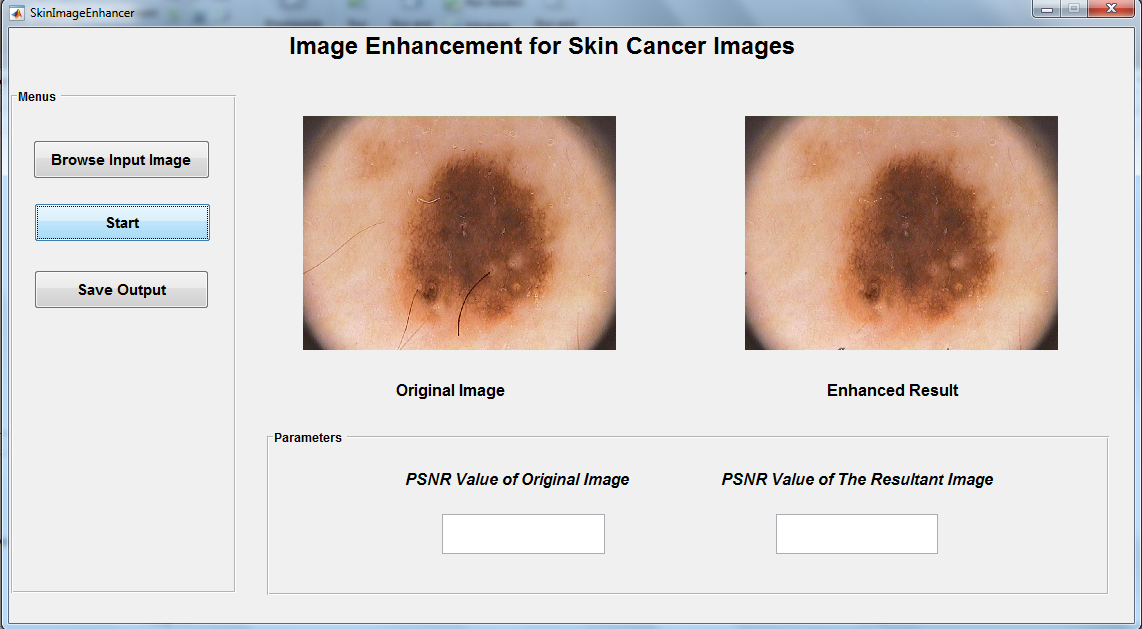 SkinImageEnhancer
Image Enhancement for Skin Cancer Images
Menus
Browse Input Image
Start
Save Output
Original Image
Enhanced Result
Parameters
PSNR Value of Original Image
PSNR Value of The Resultant Image